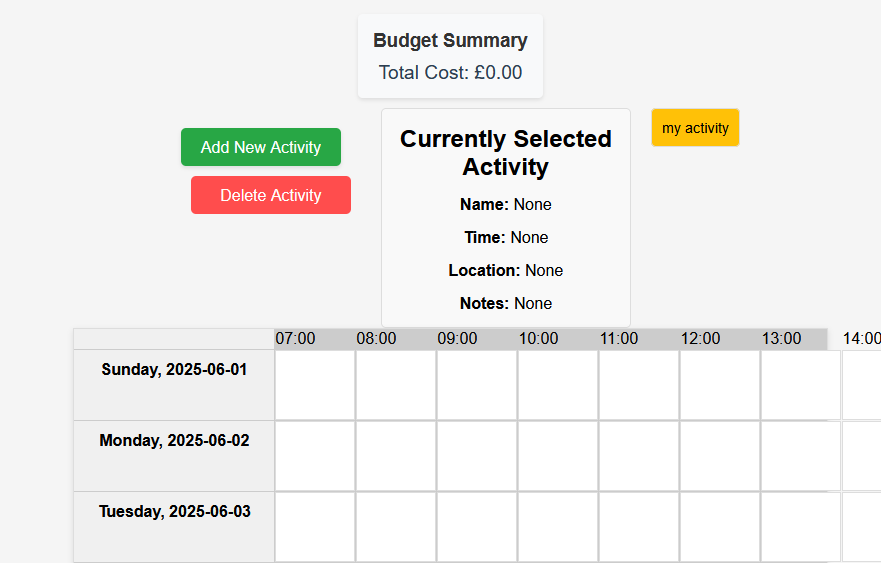 Budget Summary
Total Cost: £0.00
Add New Activity
Delete Activity
Currently Selected
Activity
Name: None
Time: None
Location: None
Notes: None
my activity
07:00 08:00 09:00 10:00 11:00 12:00 13:00 14:00
Sunday, 2025-06-01
Monday, 2025-06-02
Tuesday, 2025-06-03